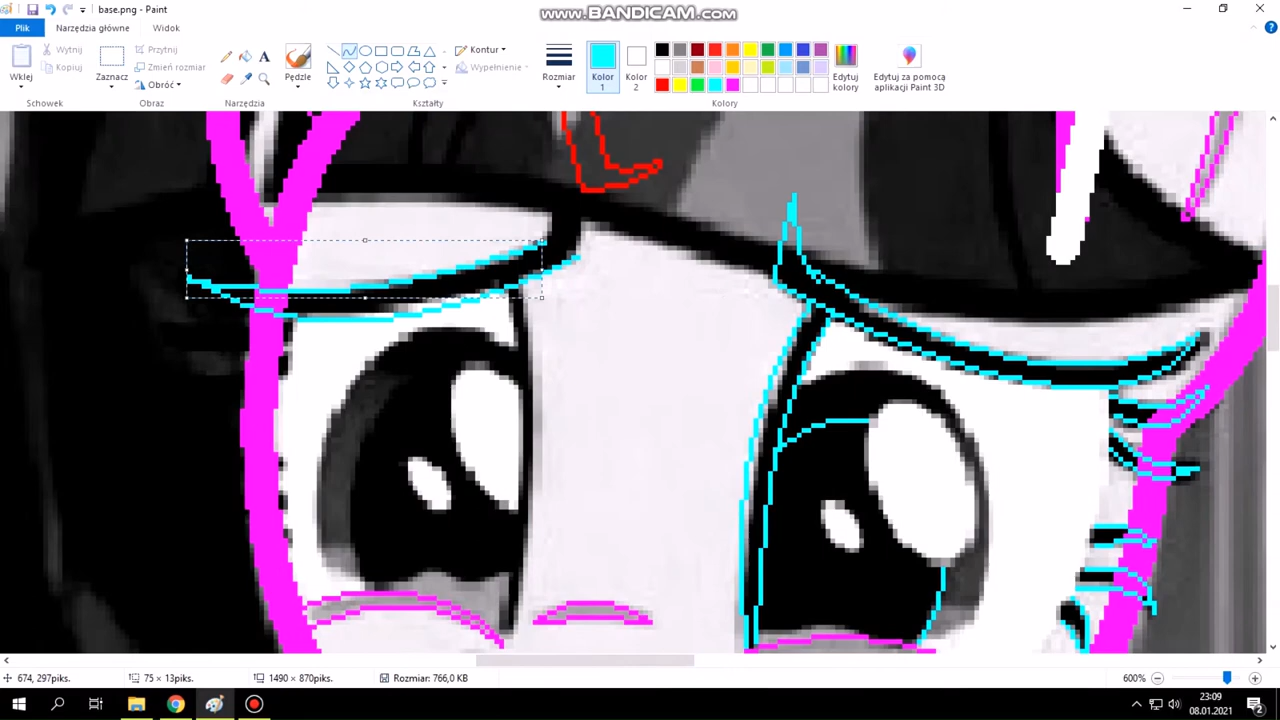 base.png - Paint
www.BANDICAM.com
Plik
Narzędzia główne
Widok
Wklej
Wytnij
Kopiuj
Schowek
Zaznacz
Przytnij
Zmień rozmiar
Obróć
Obraz
A
Narzędzia
Pędzle
Kontur
Wypełnienie
Kształty
Rozmiar
Kolor
1
Kolor
2
Edytuj
kolory
Edytuj za pomocą
aplikacji Paint 3D
Kolory
674, 297piks.
75 × 13piks.
1490 × 870piks.
Rozmiar: 766,0 KB
600%
23:09
08.01.2021
2